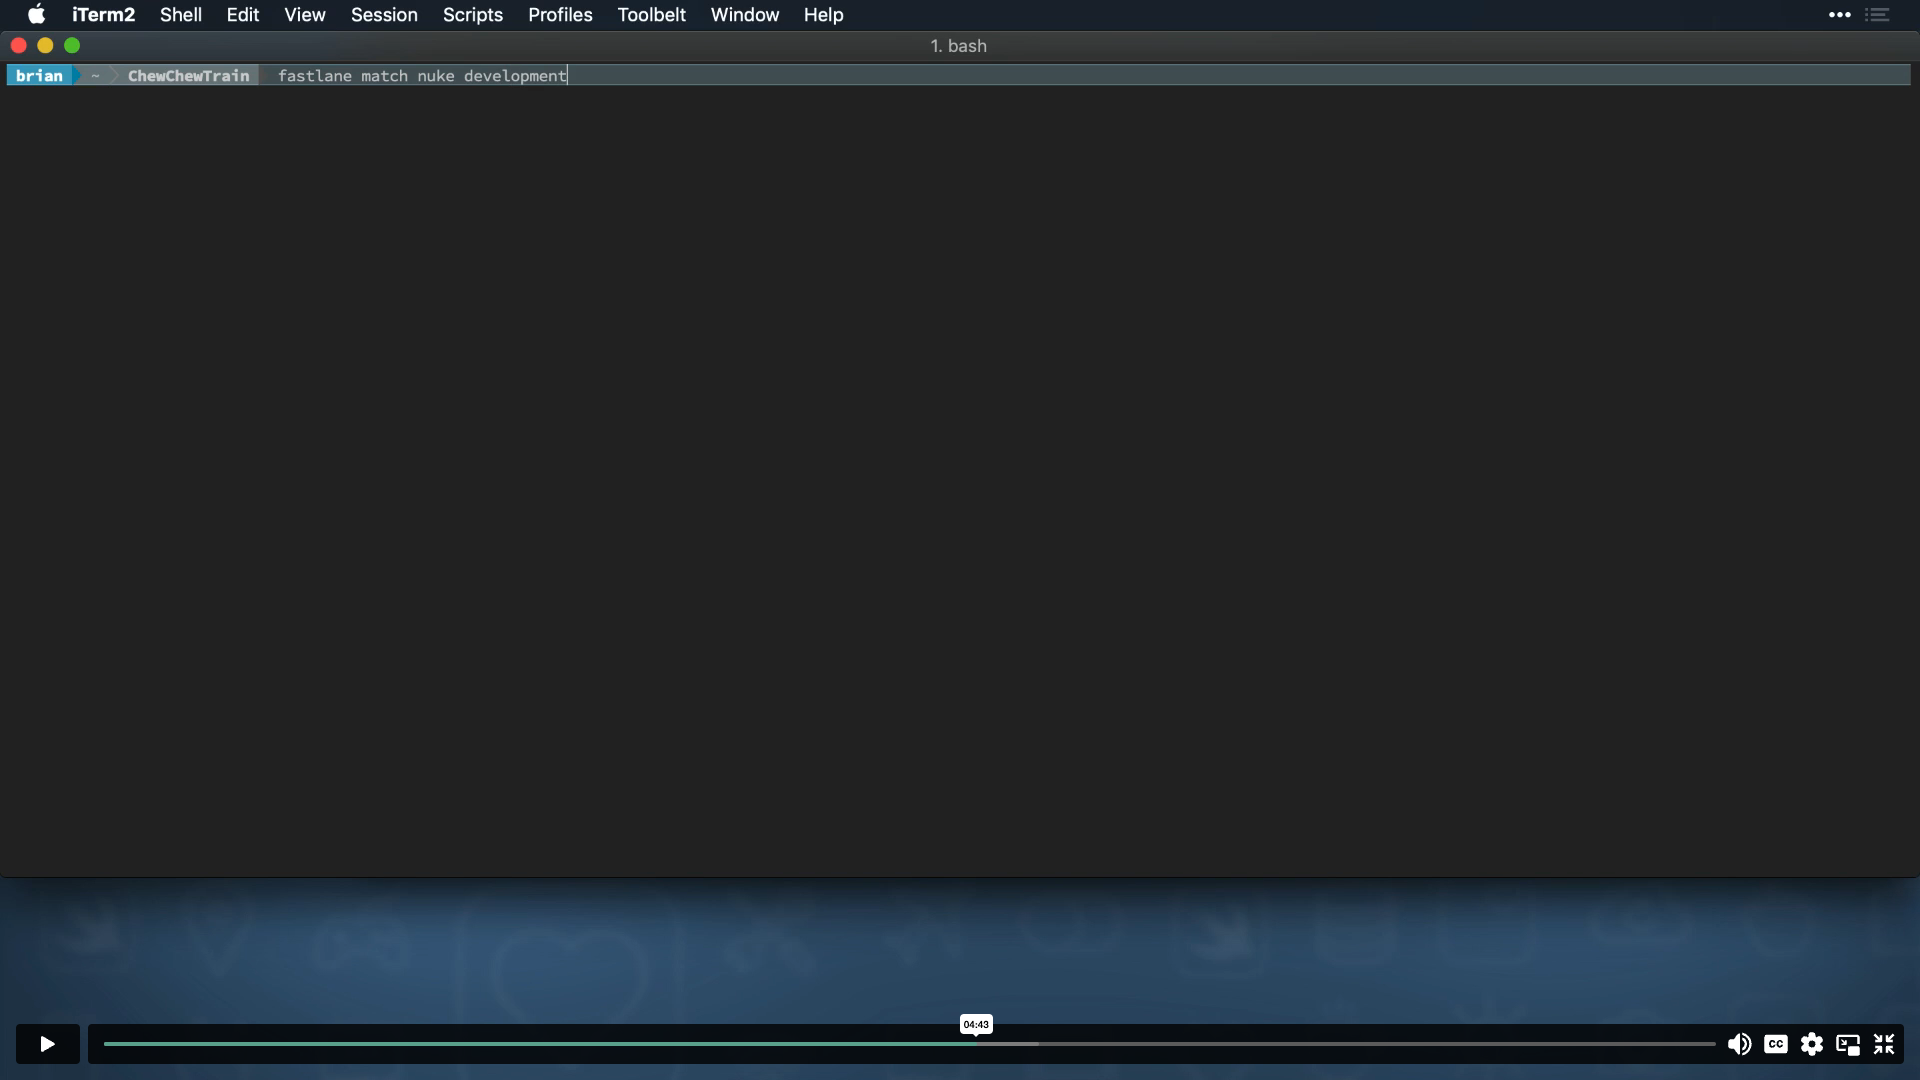 iTerm2 Shell Edit View Session Scripts Profiles Toolbelt Window Help
1. bash
brian ~ ChewChewTrain fastlane match nuke development
04:43
CC